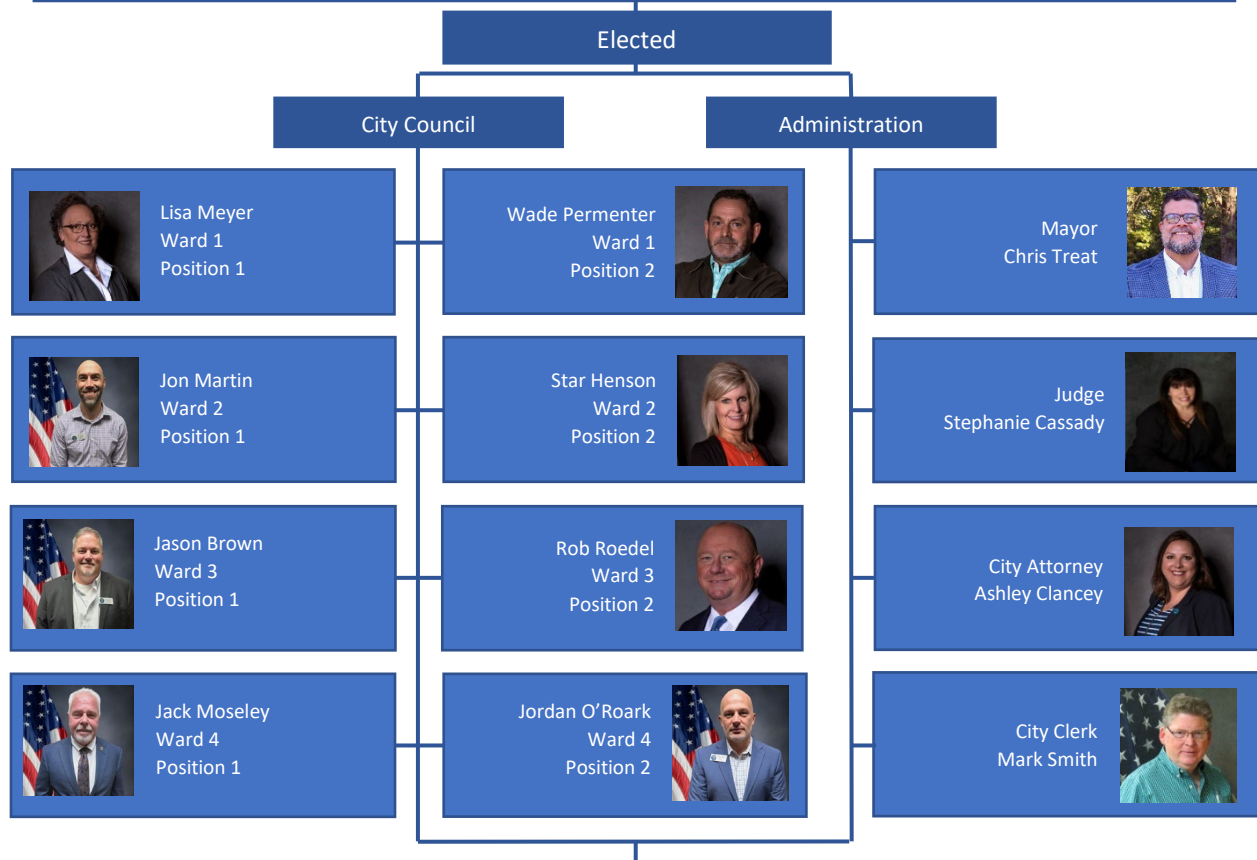 Elected
City Council
Administration
Lisa Meyer
Ward 1
Position 1
Wade Permenter
Ward 1
Position 2
Mayor
Chris Treat
Jon Martin
Ward 2
Position 1
Star Henson
Ward 2
Position 2
Judge
Stephanie Cassady
Jason Brown
Ward 3
Position 1
Rob Roedel
Ward 3
Position 2
City Attorney
Ashley Clancey
Jack Moseley
Ward 4
Position 1
Jordan O’Roark
Ward 4
Position 2
City Clerk
Mark Smith